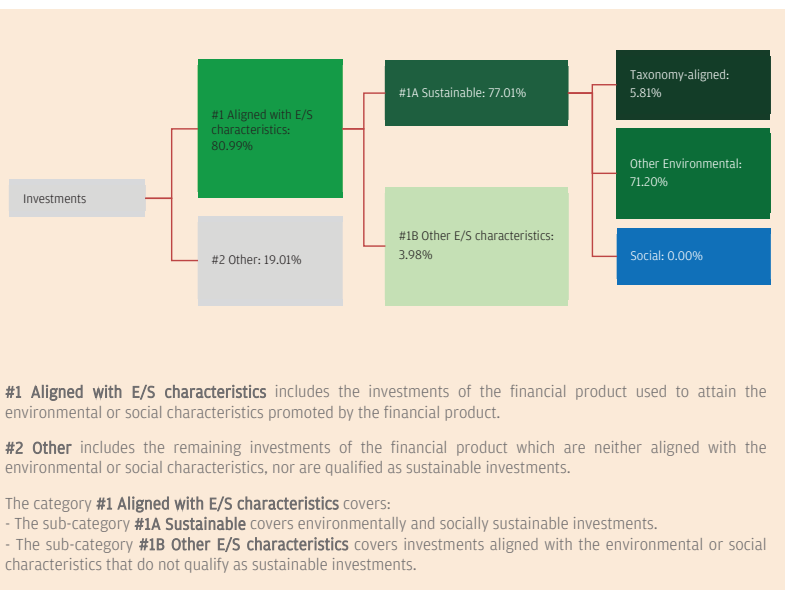 Investments
#1 Aligned with E/S
characteristics:
80.99%
#2 Other: 19.01%
#1A Sustainable: 77.01%
#1B Other E/S characteristics:
3.98%
Taxonomy-aligned:
5.81%
Other Environmental:
71.20%
Social: 0.00%
#1 Aligned with E/S characteristics includes the investments of the financial product used to attain the
environmental or social characteristics promoted by the financial product.
#2 Other includes the remaining investments of the financial product which are neither aligned with the
environmental or social characteristics, nor are qualified as sustainable investments.
The category #1 Aligned with E/S characteristics covers:
- The sub-category #1A Sustainable covers environmentally and socially sustainable investments.
- The sub-category #1B Other E/S characteristics covers investments aligned with the environmental or social
characteristics that do not qualify as sustainable investments.